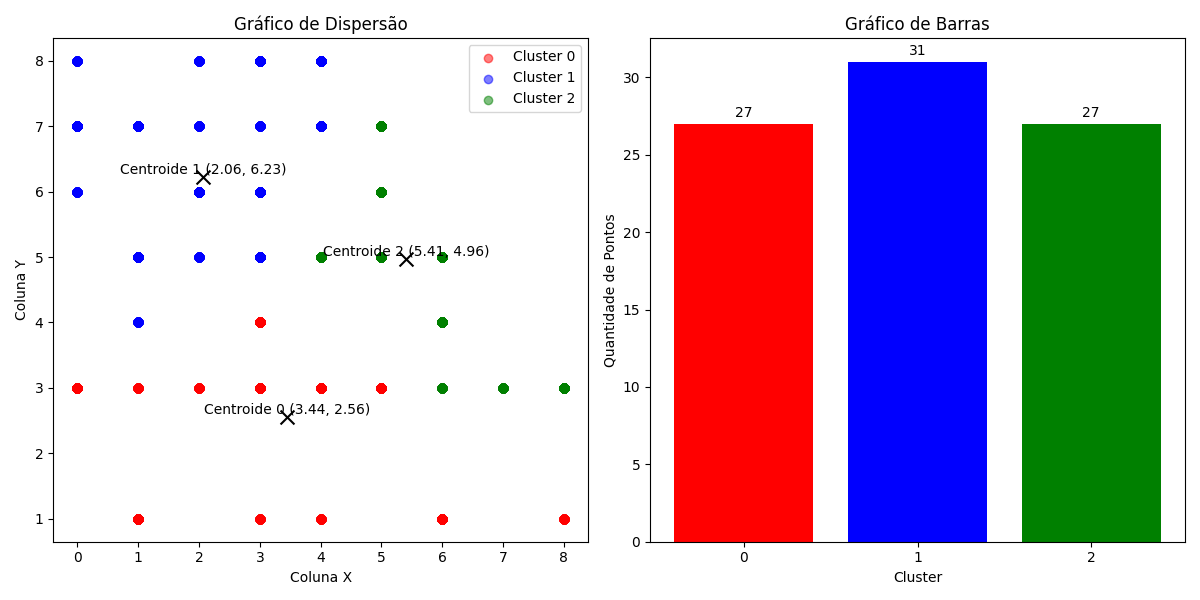 Gráfico de Dispersão
Cluster 0
Cluster 1
Cluster 2
8
7
6
5
4
3
2
1
Coluna Y
Centroide 1 (2.06, 6.23)
Centroide 2 (5.41, 4.96)
Centroide 0 (3.44, 2.56)
0 1 2 3 4 5 6 7 8
Coluna X
Gráfico de Barras
30
25
20
15
10
5
0
Quantidade de Pontos
27 31 27
0 1 2
Cluster